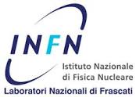 INFN
Istituto Nazionale
di Fisica Nucleare
Laboratori Nazionali di Frascati